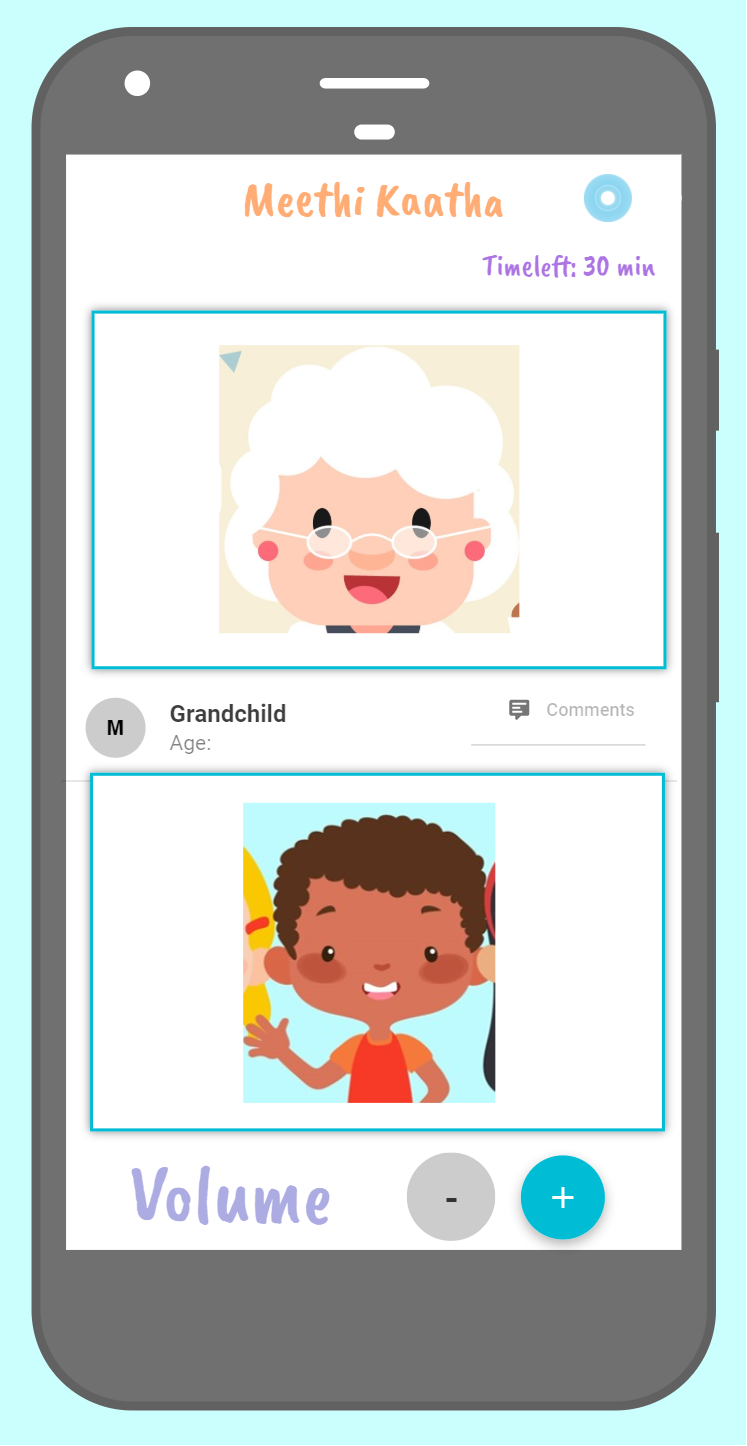 Meethi Kaatha
Timeleft: 30 min
M
Grandchild
Age:
Comments
Volume
-
+